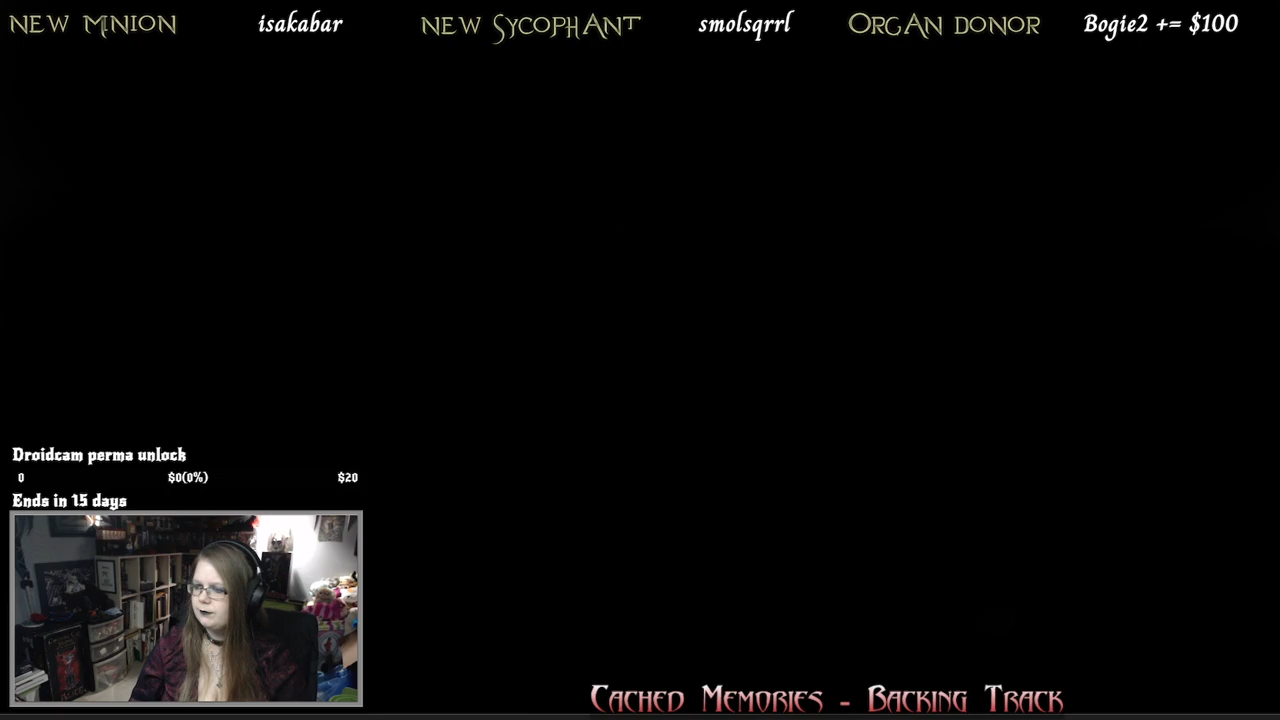 NEW MINION isakabar NEW SYCOPHANT smolsqrrl ORGAN DONOR Bogie2 += $100
Droidcam perma unlock
0 $0(0%) $20
Ends in 15 days
CACHED MEMORIES - BACKING TRACK